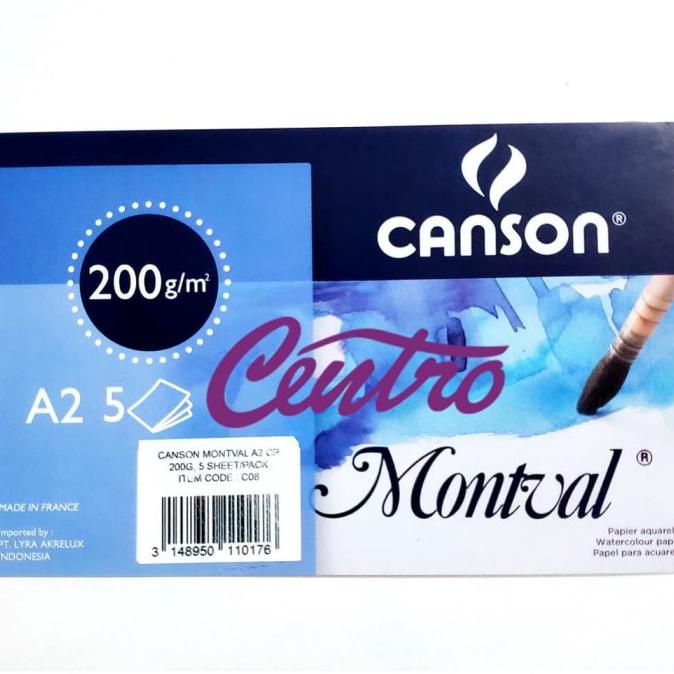 CANSON®
200g/m²
Centro
A2 5
CANSON MONTVAL A2 CP
200G, 5 SHEET/PACK
ITEM CODE : C08
3 148950 110176
Montval ®
MADE IN FRANCE
Imported by :
PT. LYRA AKRELUX
INDONESIA
Papier aquarel
Watercolour pap
Papel para acuare